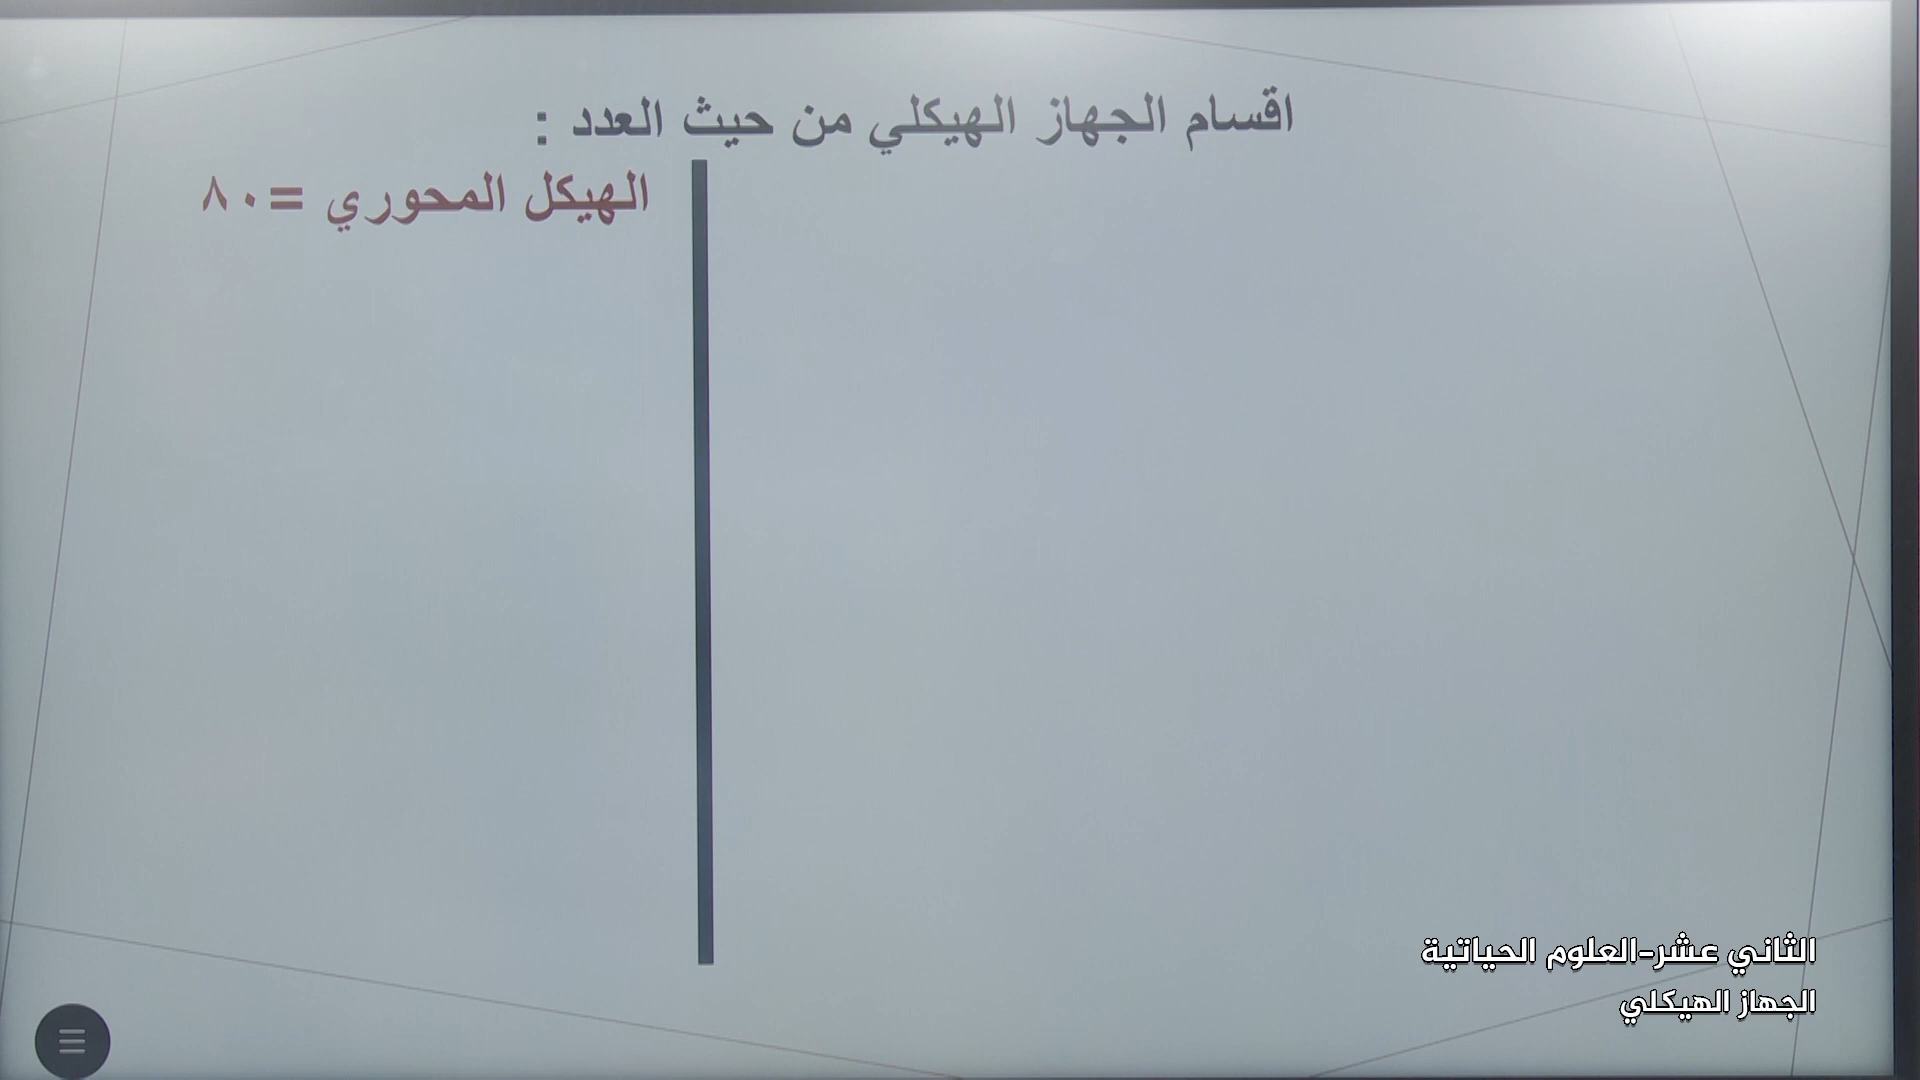 اقسام الجهاز الهيكلي من حيث العدد :
الهيكل المحوري =٨٠
الثاني عشر-العلوم الحياتية
الجهاز الهيكلي